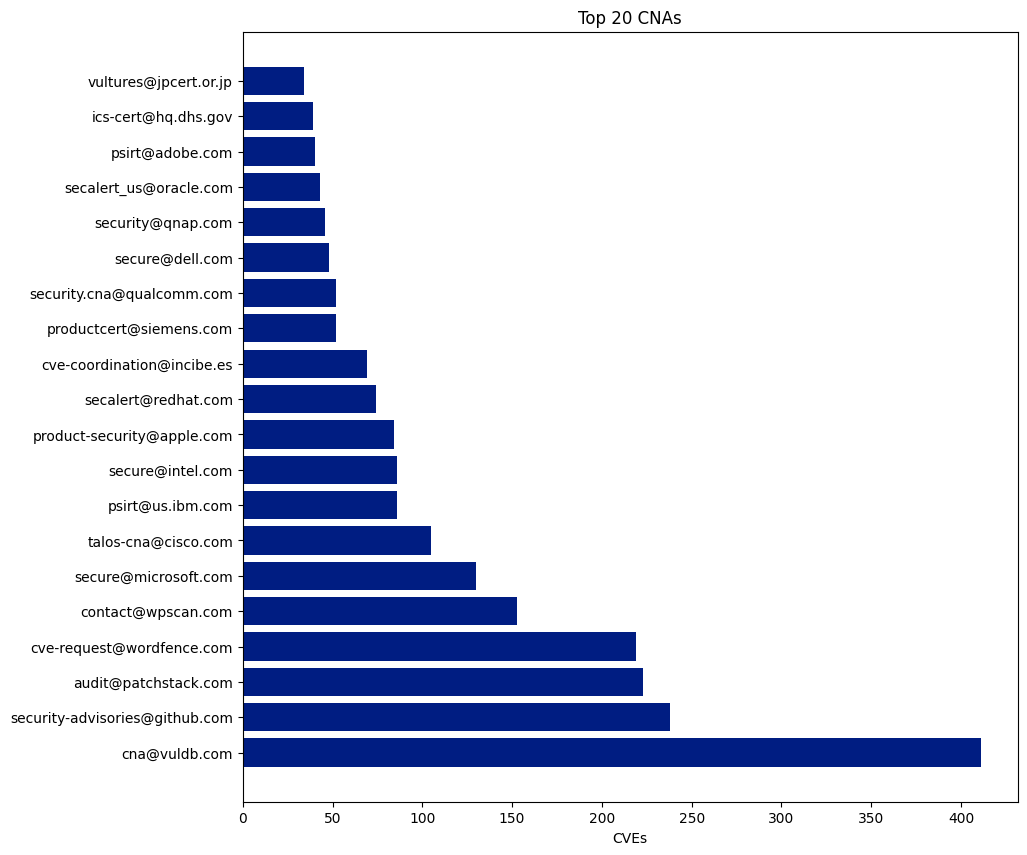 Top 20 CNAs
vultures@jpcert.or.jp
ics-cert@hq.dhs.gov
psirt@adobe.com
secalert_us@oracle.com
security@qnap.com
secure@dell.com
security.cna@qualcomm.com
productcert@siemens.com
cve-coordination@incibe.es
secalert@redhat.com
product-security@apple.com
secure@intel.com
psirt@us.ibm.com
talos-cna@cisco.com
secure@microsoft.com
contact@wpscan.com
cve-request@wordfence.com
audit@patchstack.com
security-advisories@github.com
cna@vuldb.com
0 50 100 150 200 250 300 350 400
CVEs